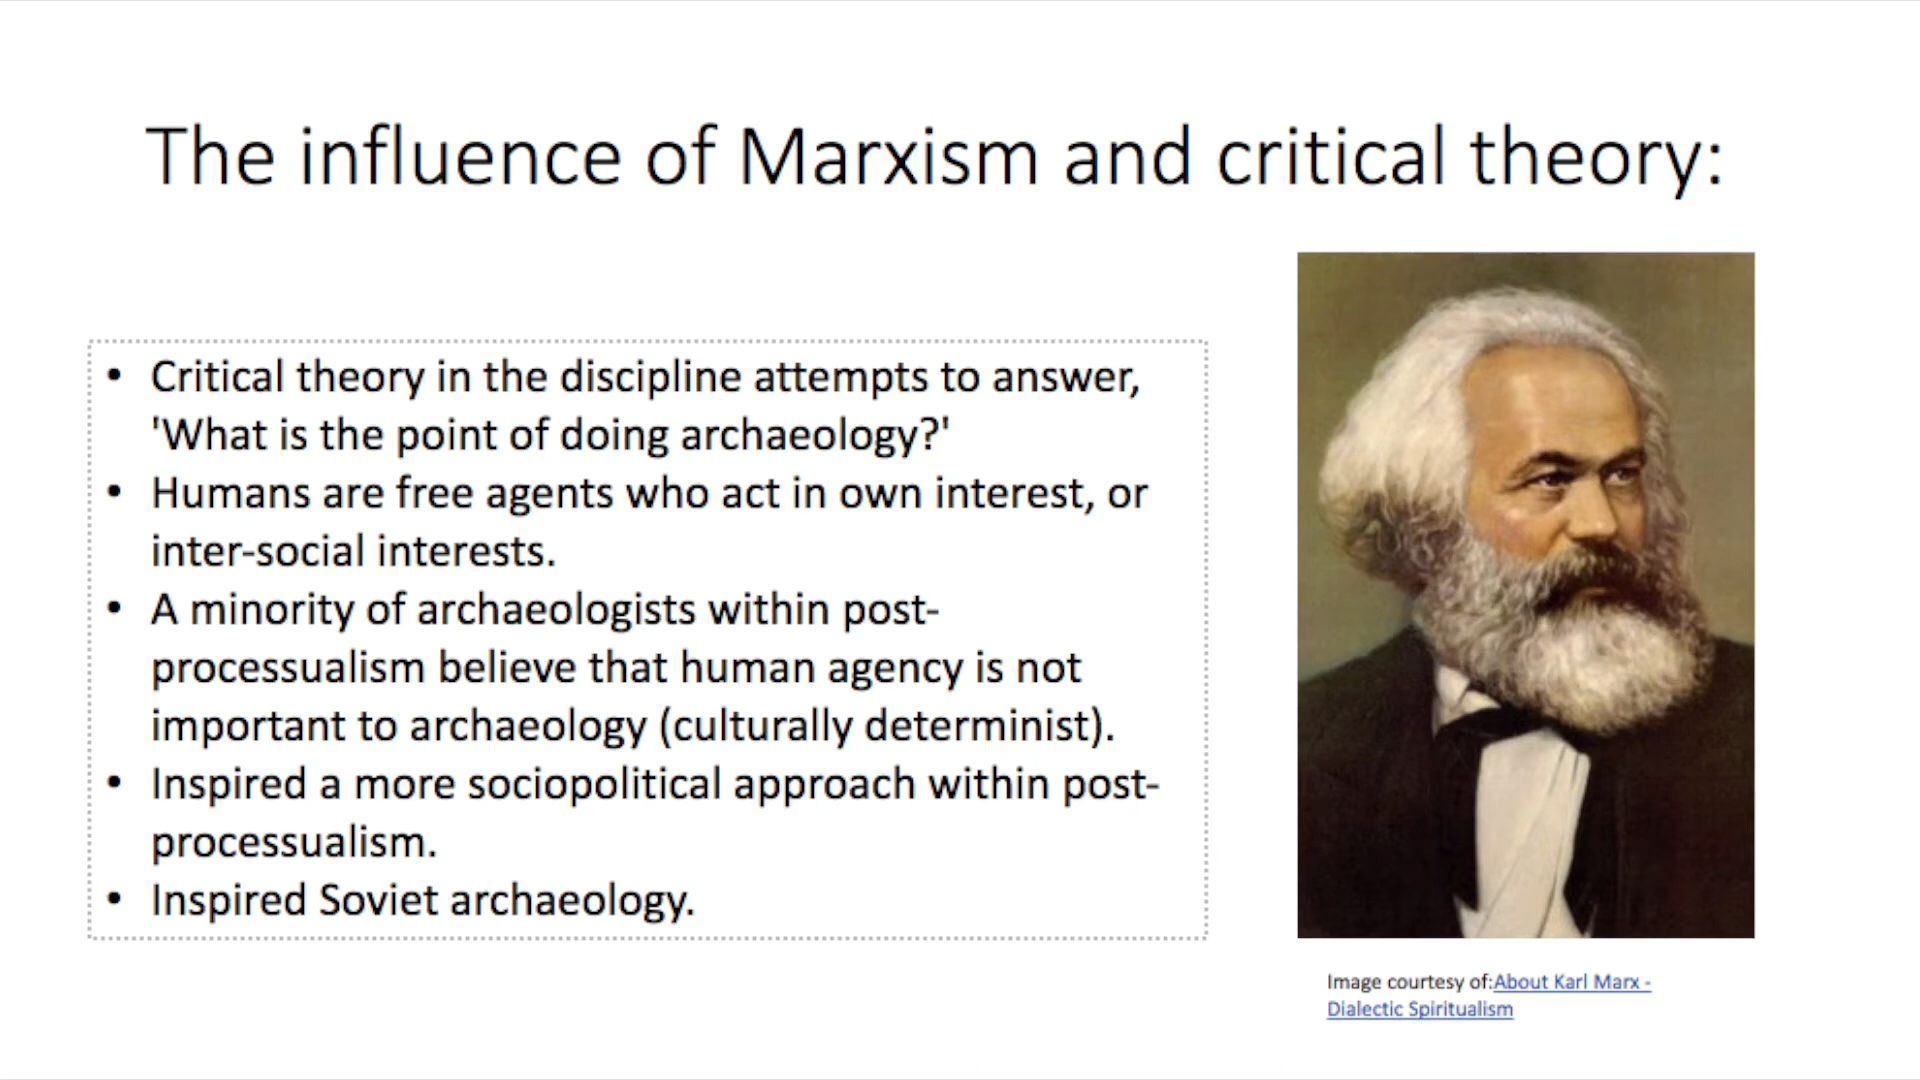 The influence of Marxism and critical theory:
• Critical theory in the discipline attempts to answer,
'What is the point of doing archaeology?'
• Humans are free agents who act in own interest, or
inter-social interests.
• A minority of archaeologists within post-
processualism believe that human agency is not
important to archaeology (culturally determinist).
• Inspired a more sociopolitical approach within post-
processualism.
• Inspired Soviet archaeology.
Image courtesy of:About Karl Marx -
Dialectic Spiritualism